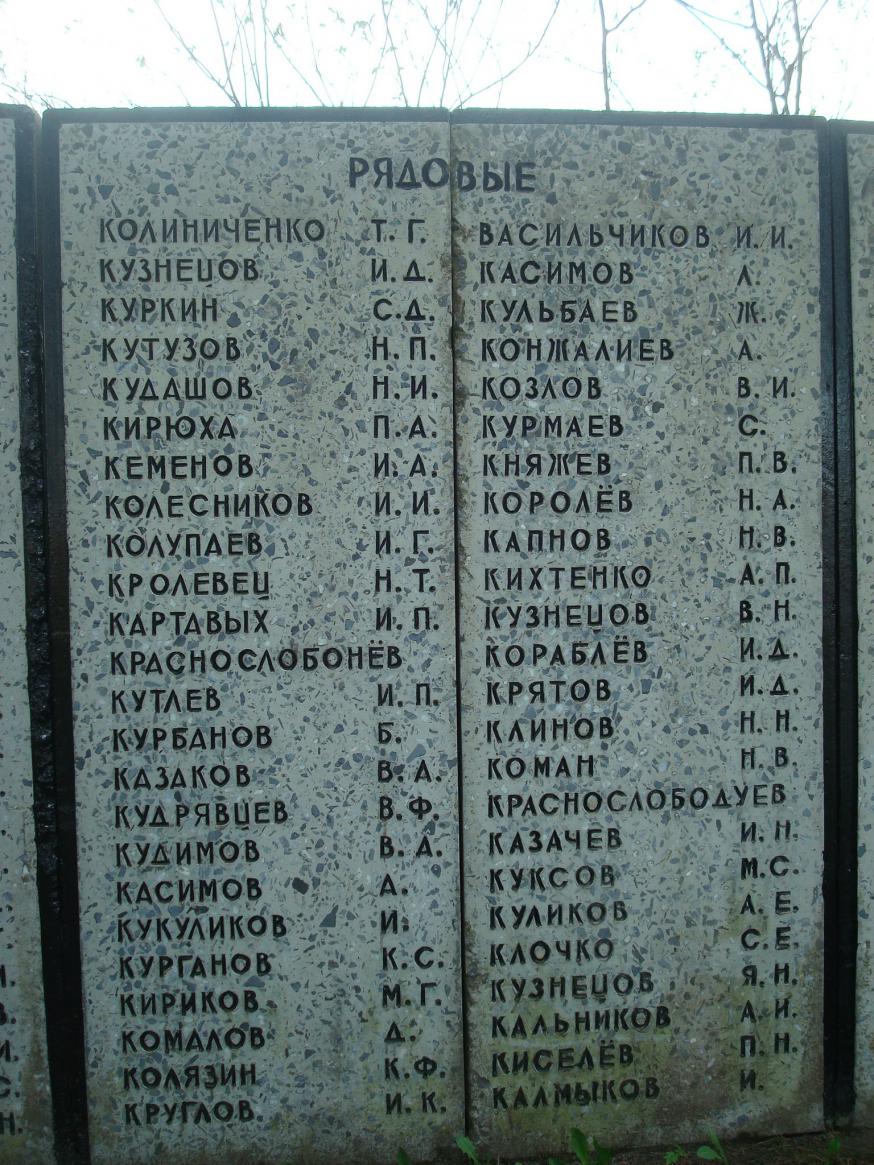 РЯДОВЫЕ
КОЛИНИЧЕНКО Т. Г.
КУЗНЕЦОВ И. Д.
КУРКИН С. Д.
КУТУЗОВ Н. П.
КУДАШОВ Н. И.
КИРЮХА П. А.
КЕМЕНОВ И. А.
КОЛЕСНИКОВ И. И.
КОЛУПАЕВ И. Г.
КРОЛЕВЕЦ Н. Т.
КАРТАВЫХ И. П.
КРАСНОСЛОБОНЁВ
КУТЛЕВ И. П.
КУРБАНОВ Б.
КАЗАКОВ В. А.
КУДРЯВЦЕВ В. Ф.
КУДИМОВ В. А.
КАСИМОВ А.
КУКУЛИКОВ И.
КУРГАНОВ К. С.
КИРИКОВ М. Г.
КОМАЛОВ Д.
КОЛЯЗИН К. Ф.
КРУГЛОВ. И. К.
ВАСИЛЬЧИКОВ И. И.
КАСИМОВ Л.
КУЛЬБАЕВ Ж.
КОНЖАЛИЕВ А.
КОЗЛОВ В. И.
КУРМАЕВ С.
КНЯЖЕВ П. В.
КОРОЛЁВ Н. А.
КАПНОВ Н. В.
КИХТЕНКО А. П.
КУЗНЕЦОВ В. Н.
КОРАБЛЁВ И. Д.
КРЯТОВ И. Д.
КЛИНОВ Н. Н.
КОМАН Н. В.
КРАСНОСЛОБОДУЕВ
КАЗАЧЕВ И. Н.
КУКСОВ М. С.
КУЛИКОВ А. Е.
КЛОЧКО С. Е.
КУЗНЕЦОВ Я. Н.
КАЛЬНИКОВ А. И.
КИСЕЛЁВ П. Н.
КАЛМЫКОВ И.